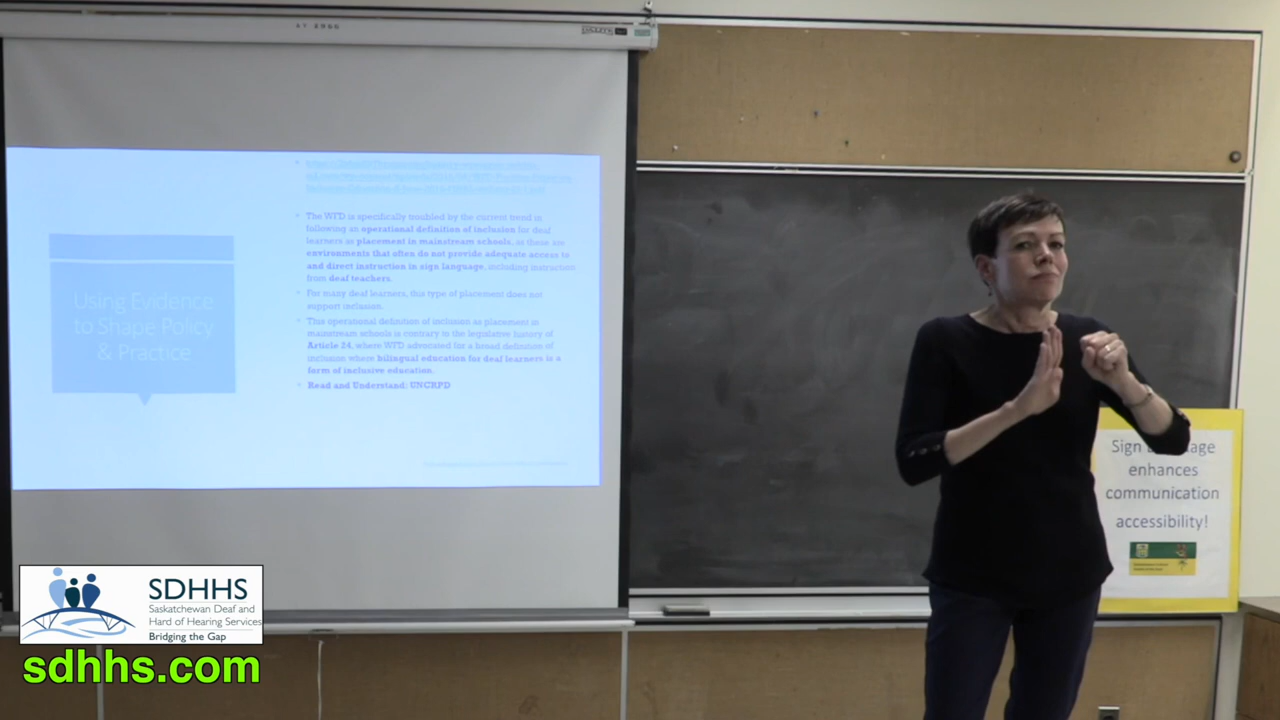 Using Evidence
to Shape Policy
& Practice
The WFD is specifically troubled by the current trend in
following an operational definition of inclusion for deaf
learners as placement in mainstream schools, as these are
environments that often do not provide adequate access to
and direct instruction in sign language, including instruction
from deaf teachers.
For many deaf learners, this type of placement does not
support inclusion.
This operational definition of inclusion as placement in
mainstream schools is contrary to the legislative history of
Article 24, where WFD advocated for a broad definition of
inclusion where bilingual education for deaf learners is a
form of inclusive education.
Read and Understand: UNCRPD
Sign
enhances
communication
accessibility!
SDHHS
Saskatchewan Deaf and
Hard of Hearing Services
Bridging the Gap
sdhhs.com